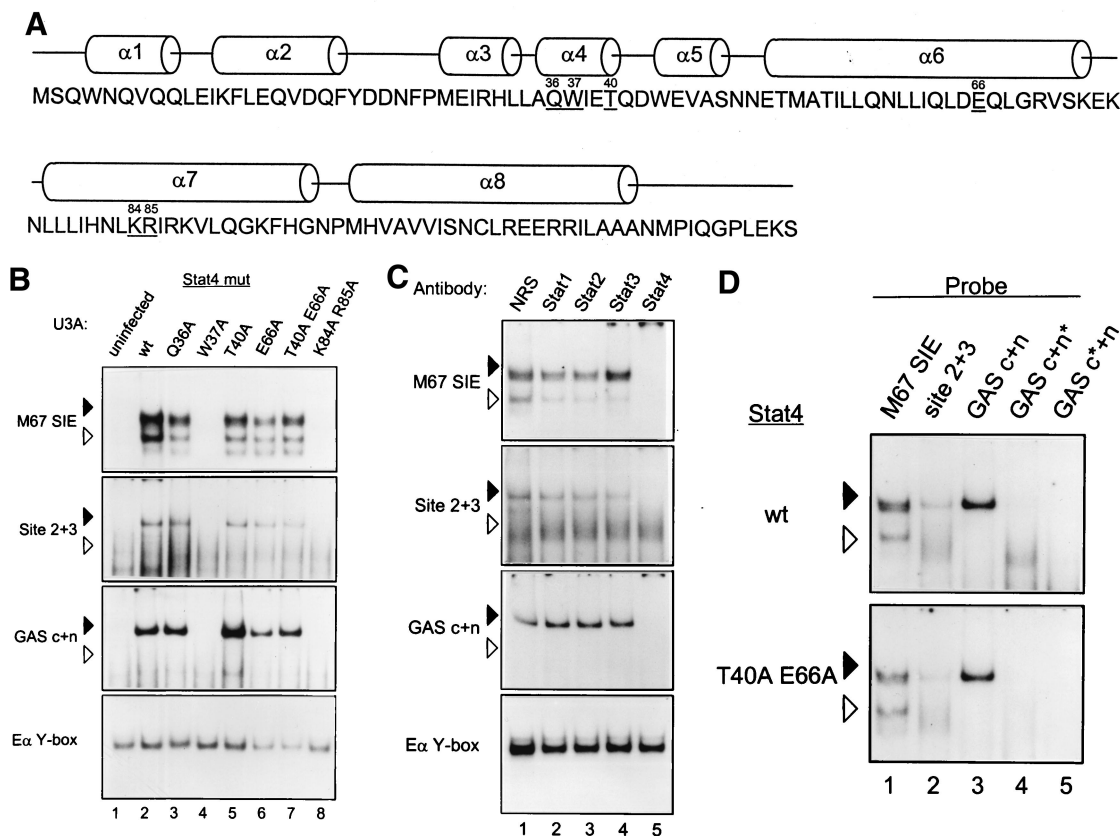 A
α1 α2 α3 α4 α5 α6
36 37 40 66
MSQWNQVQQLEIKFLEQVDQFYDDNFPMEIRHLLAQWIETQDWEVASNNETMATILLQNLLIQLDEQLGRVSKEK
α7 α8
84 85
NLLLIHNLKRIRKVLQGKFHGNPMHVAVVISNCLREERRILAAANMPIQGPLEKS
B
Stat4 mut
U3A:
uninfected
wt
Q36A
W37A
T40A
E66A
T40A E66A
K84A R85A
M67 SIE
Site 2+3
GAS c+n
Eα Y-box
1 2 3 4 5 6 7 8
C
Antibody:
NRS
Stat1
Stat2
Stat3
Stat4
M67 SIE
Site 2+3
GAS c+n
Eα Y-box
1 2 3 4 5
D
Probe
M67 SIE
site 2+3
GAS c+n
GAS c+n*
GAS c*+n
Stat4
wt
T40A E66A
1 2 3 4 5